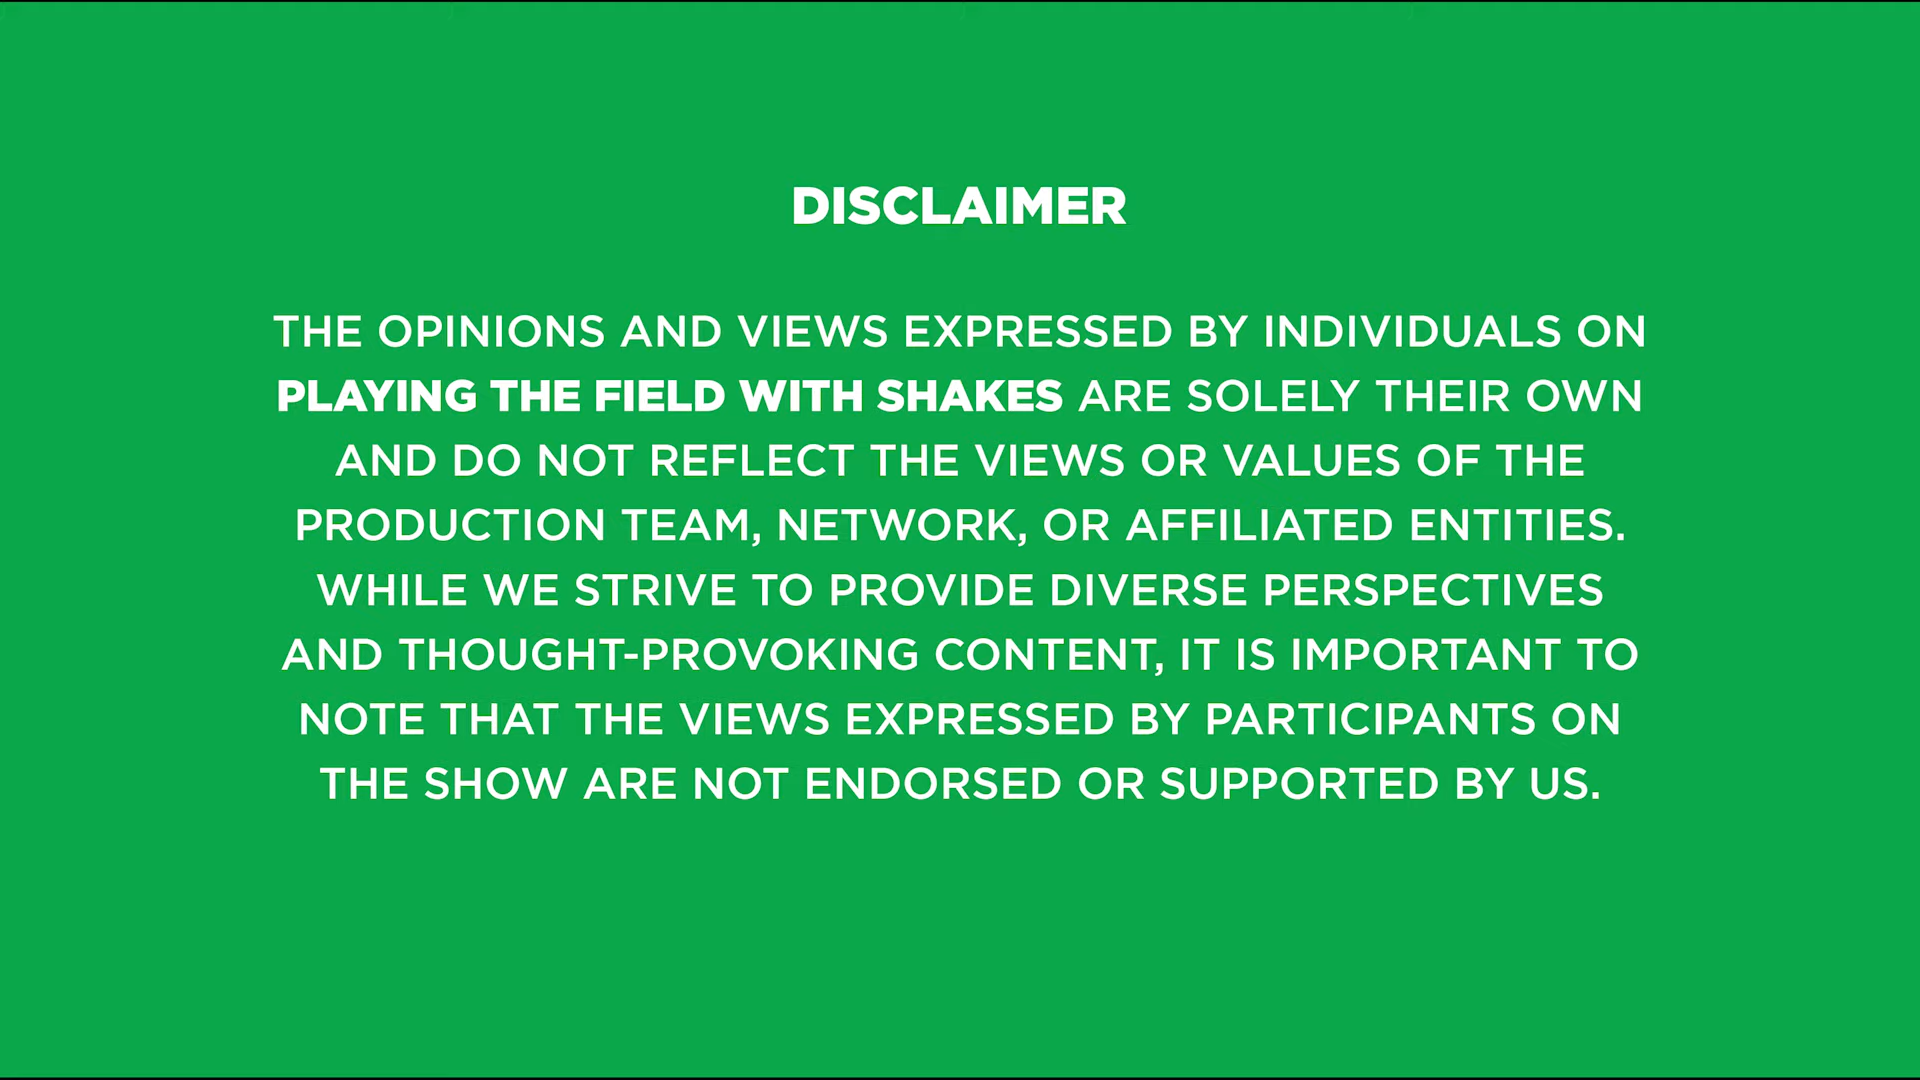 DISCLAIMER
THE OPINIONS AND VIEWS EXPRESSED BY INDIVIDUALS ON
PLAYING THE FIELD WITH SHAKES ARE SOLELY THEIR OWN
AND DO NOT REFLECT THE VIEWS OR VALUES OF THE
PRODUCTION TEAM, NETWORK, OR AFFILIATED ENTITIES.
WHILE WE STRIVE TO PROVIDE DIVERSE PERSPECTIVES
AND THOUGHT-PROVOKING CONTENT, IT IS IMPORTANT TO
NOTE THAT THE VIEWS EXPRESSED BY PARTICIPANTS ON
THE SHOW ARE NOT ENDORSED OR SUPPORTED BY US.